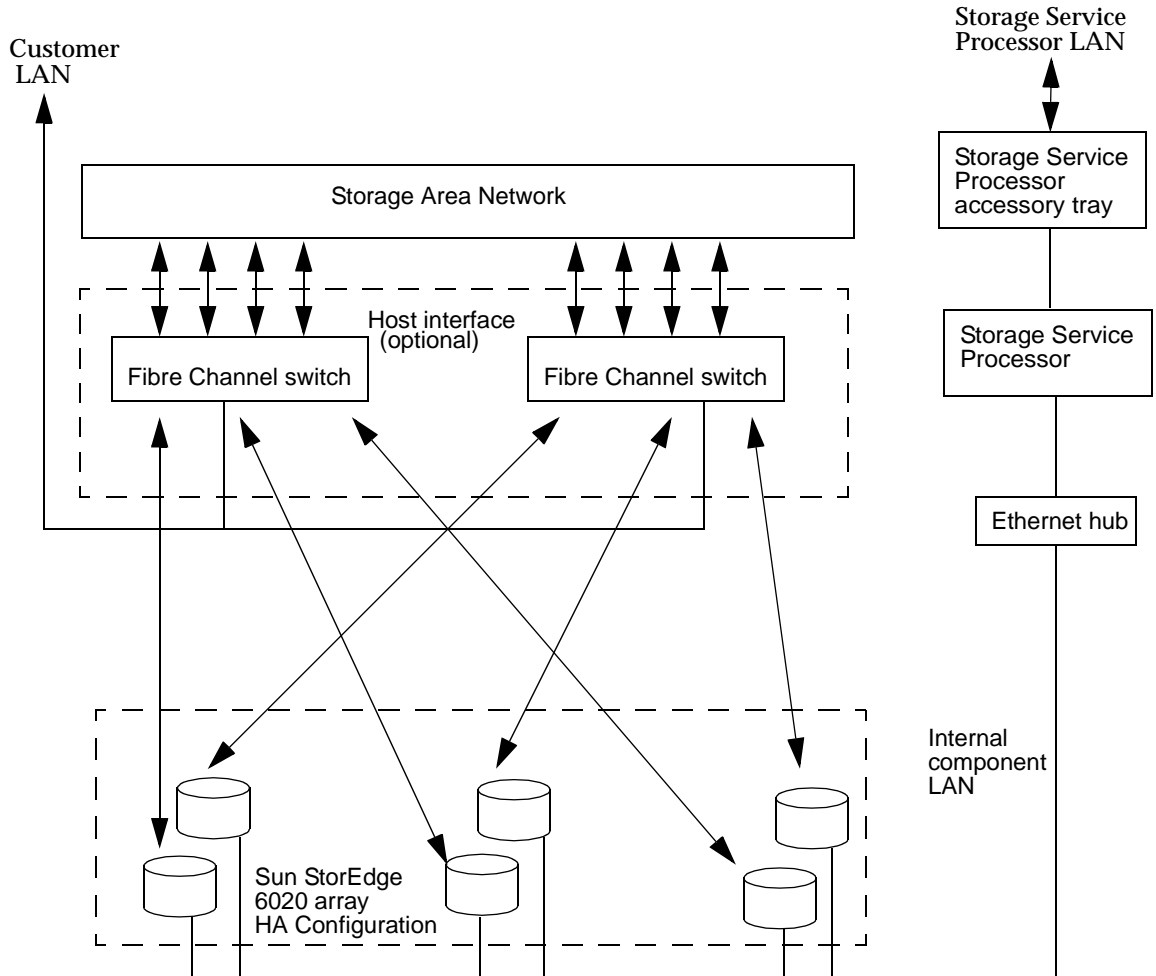 Customer
LAN
Storage Service
Processor LAN
Storage Service
Processor
accessory tray
Storage Area Network
Host interface
(optional)
Fibre Channel switch
Fibre Channel switch
Storage Service
Processor
Ethernet hub
Internal
component
LAN
Sun StorEdge
6020 array
HA Configuration